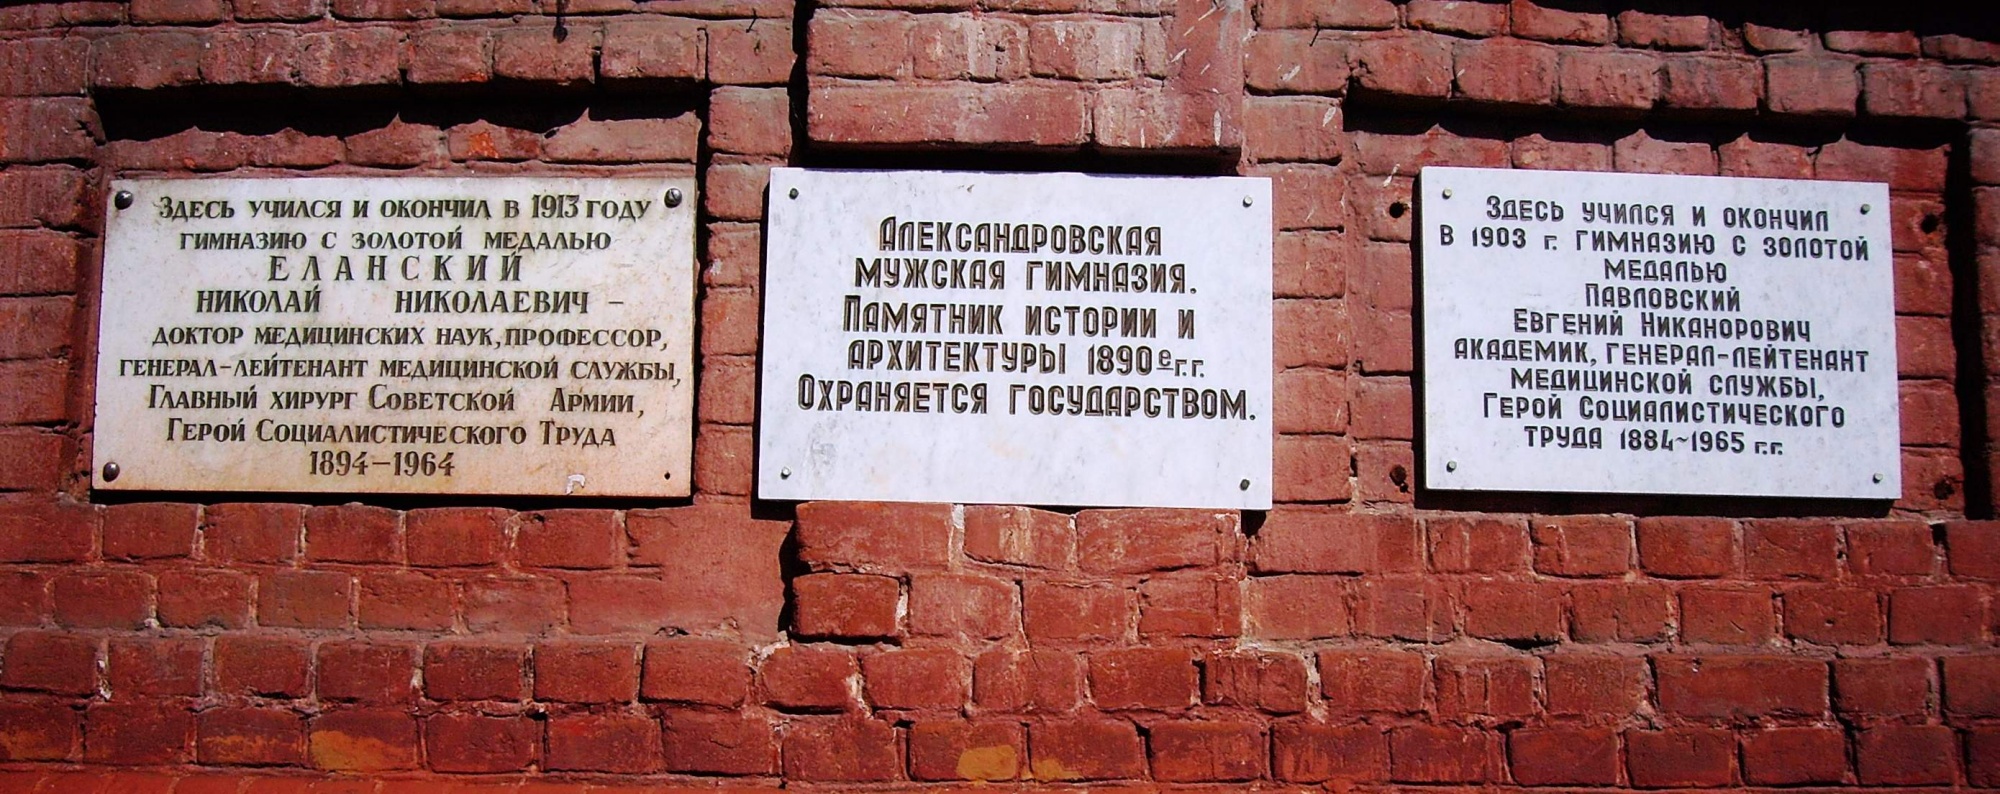 Здесь учился и окончил в 1913 году
гимназию с золотой медалью
ЕЛАНСКИЙ
Николай Николаевич –
доктор медицинских наук, профессор,
генерал-лейтенант медицинской службы,
Главный хирург Советской Армии,
Герой Социалистического Труда
1894–1964
Александровская
мужская гимназия.
Памятник истории и
архитектуры 1890е г.г.
Охраняется государством.
Здесь учился и окончил
в 1903 г. гимназию с золотой
медалью
Павловский
Евгений Никанорович
академик, генерал-лейтенант
медицинской службы,
Герой Социалистического
Труда 1884~1965 г.г.